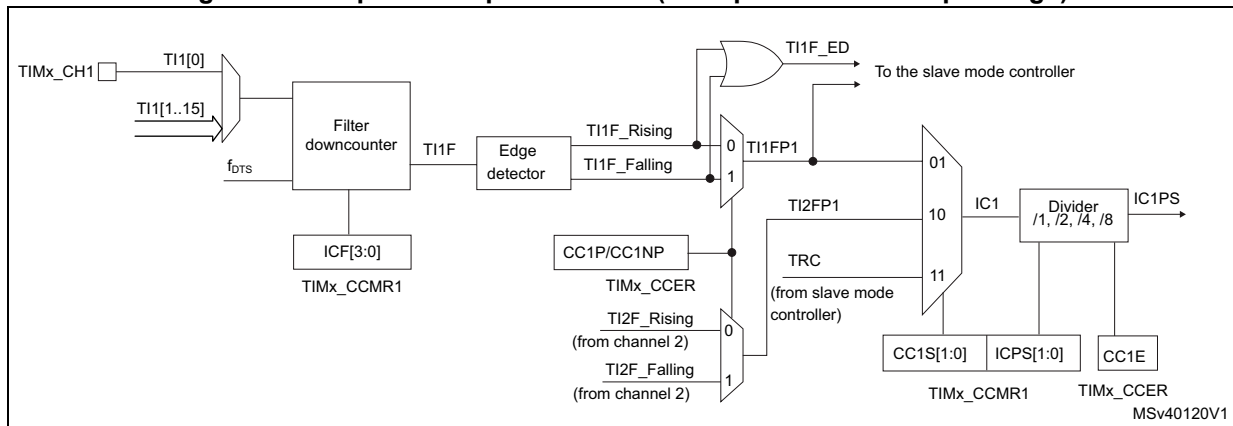 TI1[0]
TIMx_CH1
TI1[1..15]
fDTS
Filter
downcounter
ICF[3:0]
TIMx_CCMR1
TI1F
Edge
detector
TI1F_Rising
TI1F_Falling
TI1F_ED
To the slave mode controller
0
1
TI1FP1
CC1P/CC1NP
TIMx_CCER
TI2F_Rising
(from channel 2)
TI2F_Falling
(from channel 2)
0
1
TI2FP1
TRC
(from slave mode
controller)
01
10
11
IC1
Divider
/1, /2, /4, /8
IC1PS
CC1S[1:0]
ICPS[1:0]
CC1E
TIMx_CCMR1
TIMx_CCER
MSv40120V1